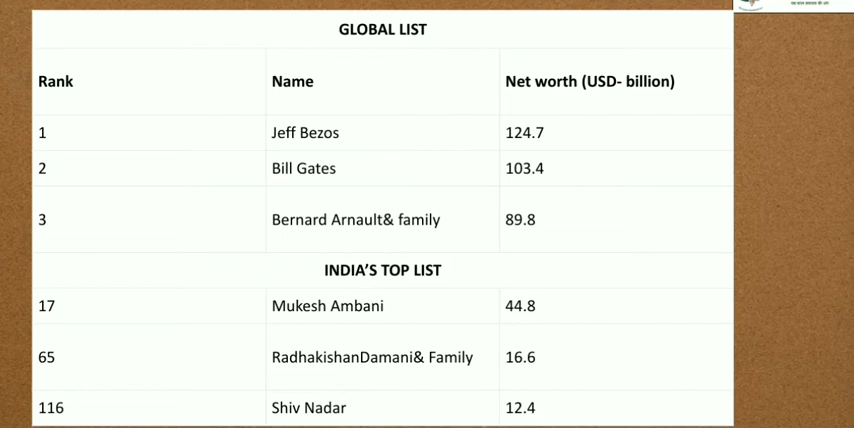 GLOBAL LIST
Rank Name Net worth (USD- billion)
1 Jeff Bezos 124.7
2 Bill Gates 103.4
3 Bernard Arnault& family 89.8
INDIA’S TOP LIST
17 Mukesh Ambani 44.8
65 RadhakishanDamani& Family 16.6
116 Shiv Nadar 12.4